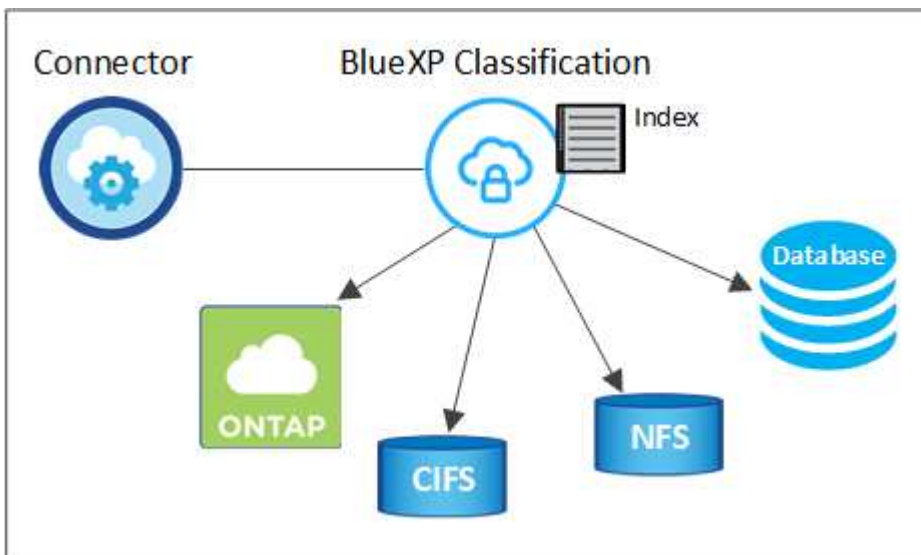 Connector
BlueXP Classification
Index
Database
ONTAP
NFS
CIFS